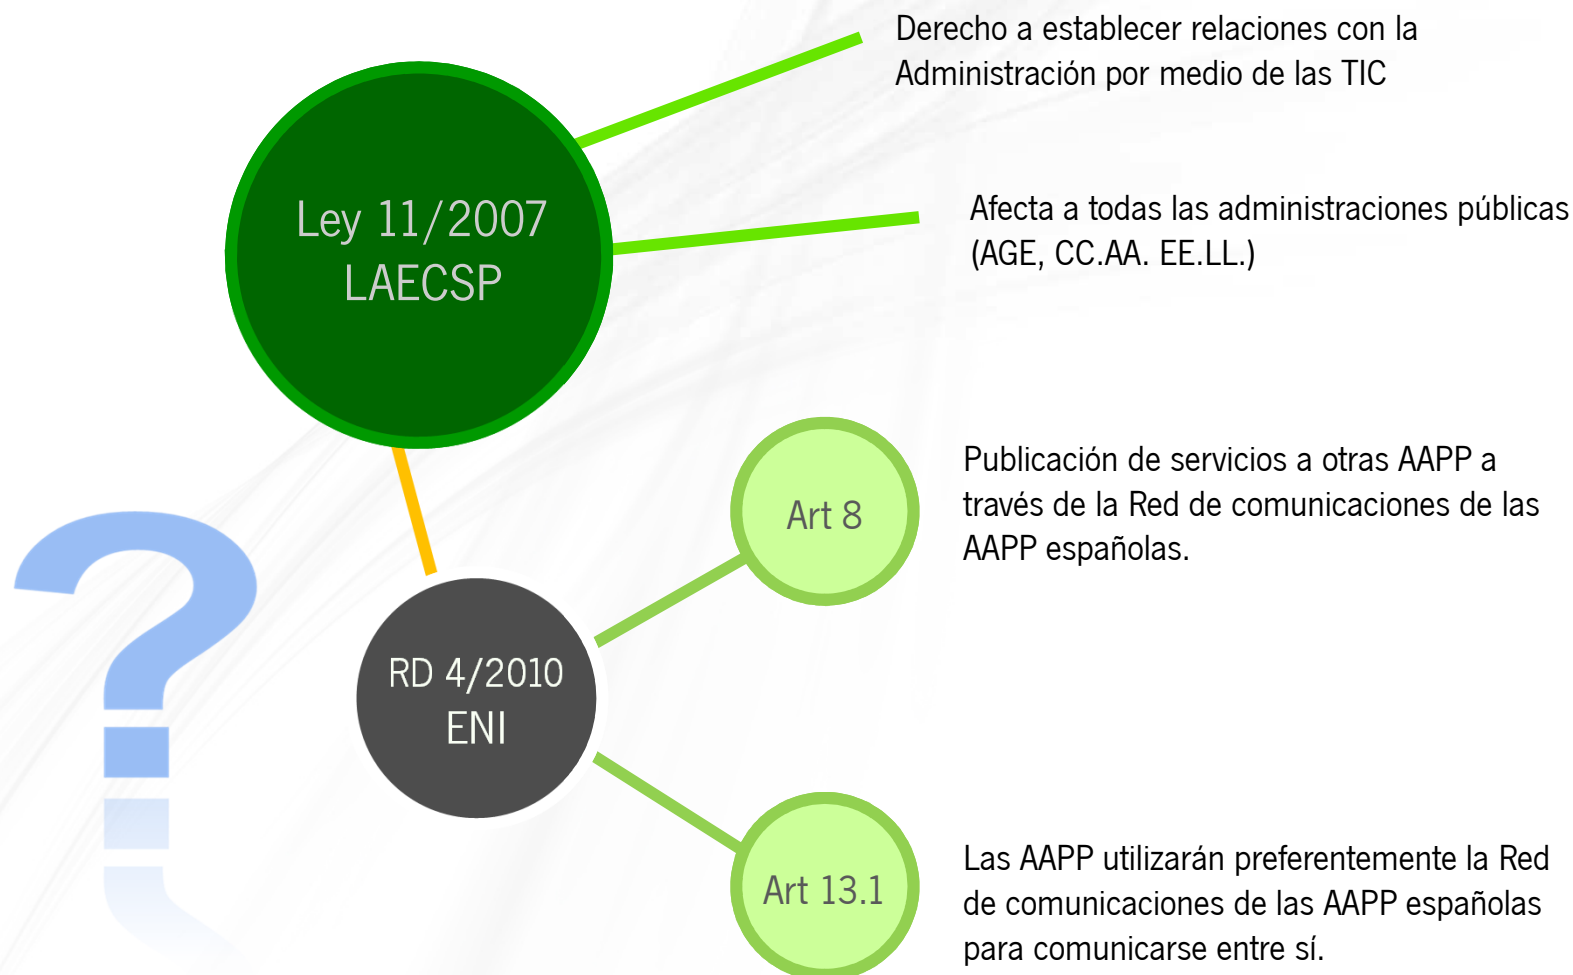 Derecho a establecer relaciones con la
Administración por medio de las TIC
Ley 11/2007
LAECSP
Afecta a todas las administraciones públicas
(AGE, CC.AA. EE.LL.)
Art 8
Publicación de servicios a otras AAPP a
través de la Red de comunicaciones de las
AAPP españolas.
?
RD 4/2010
ENI
Art 13.1
Las AAPP utilizarán preferentemente la Red
de comunicaciones de las AAPP españolas
para comunicarse entre sí.